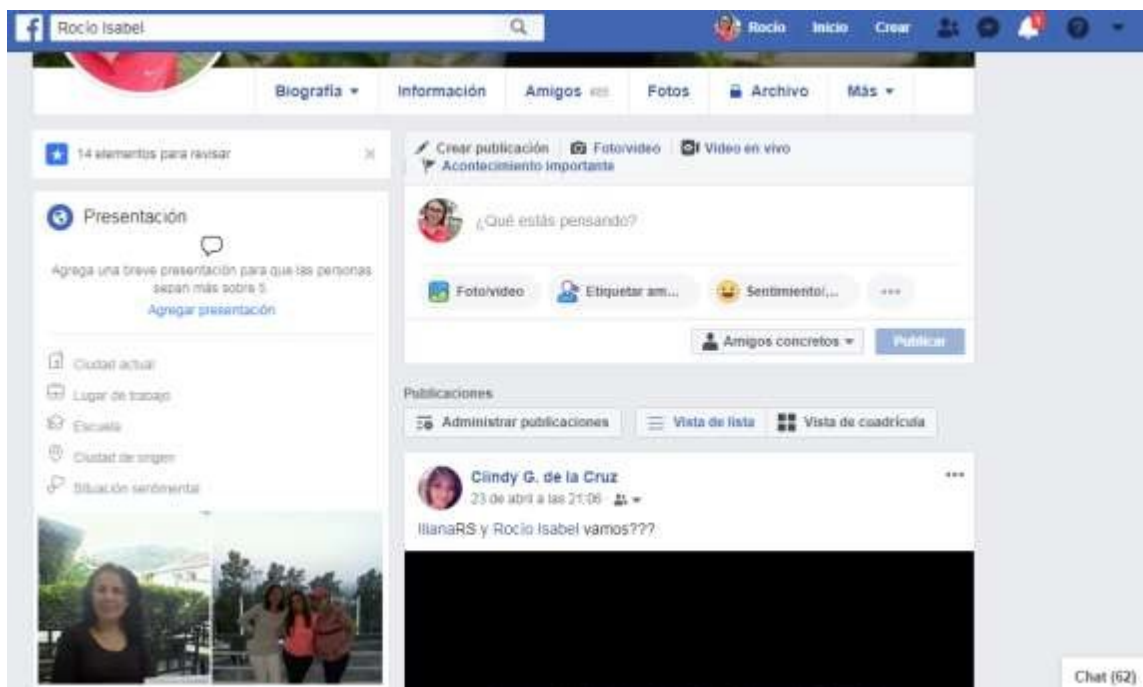 f Rocío Isabel
Rocío Inicio Crear
Biografía Información Amigos Fotos Archivo Más
14 elementos para revisar
Presentación
Agrega una breve presentación para que las personas
sepan más sobre ti.
Agregar presentación
Ciudad actual
Lugar de trabajo
Escuela
Ciudad de origen
Situación sentimental
Crear publicación Foto/video Video en vivo
Acontecimiento importante
¿Qué estás pensando?
Foto/video Etiquetar am... Sentimiento/...
Amigos concretos Publicar
Publicaciones
Administrar publicaciones Vista de lista Vista de cuadrícula
Ciindy G. de la Cruz
23 de abril a las 21:06
IlianaRS y Rocío Isabel vamos???
Chat (62)